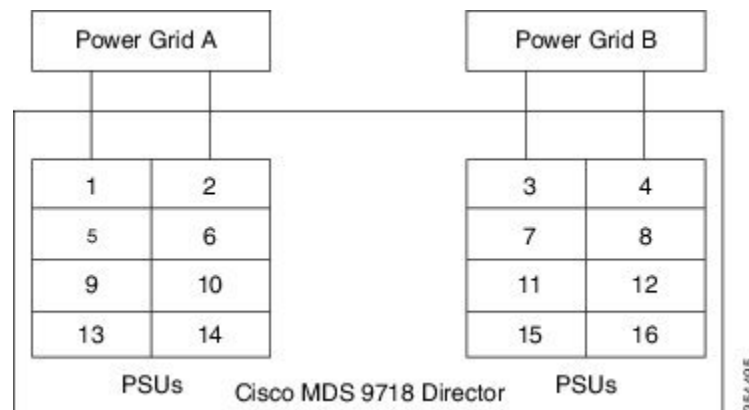 Power Grid A
Power Grid B
1 2 3 4
5 6 7 8
9 10 11 12
13 14 15 16
PSUs Cisco MDS 9718 Director PSUs